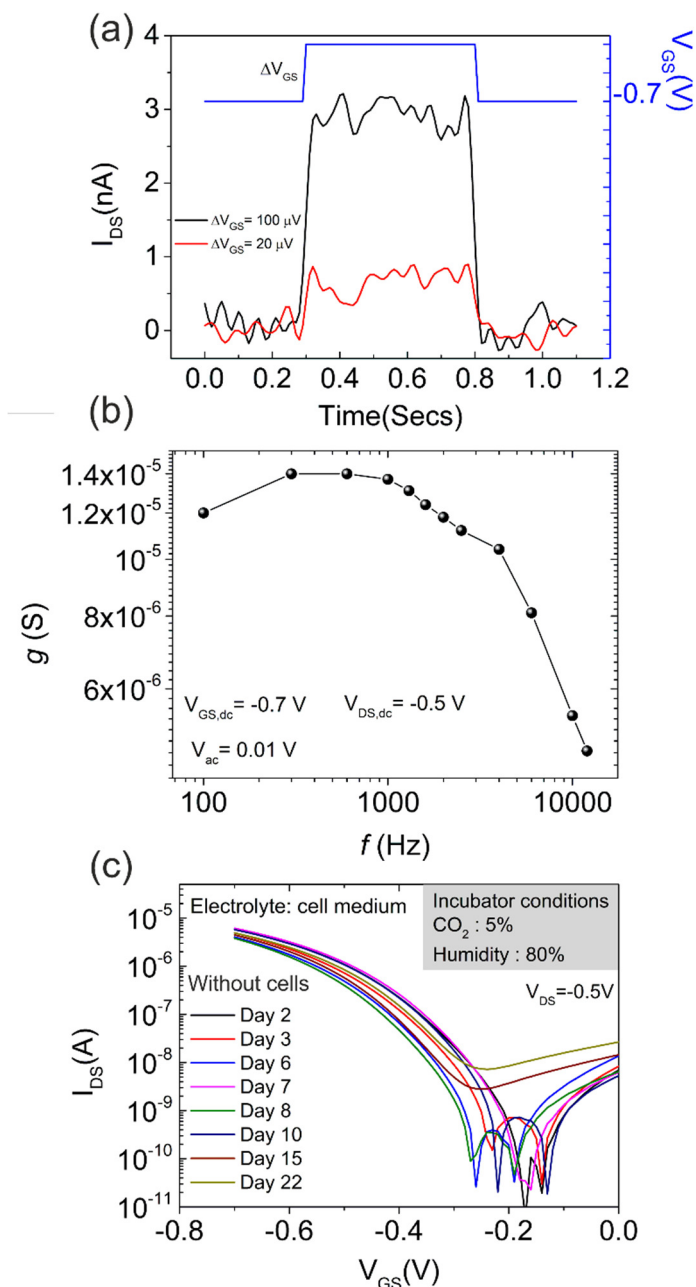 (a)
4
3
2
1
0
I_DS(nA)
ΔV_GS
ΔV_GS= 100 μV
ΔV_GS= 20 μV
V_GS(V)
-0.7
0.0 0.2 0.4 0.6 0.8 1.0 1.2
Time(Secs)
(b)
1.4x10⁻⁵
1.2x10⁻⁵
10⁻⁵
8x10⁻⁶
6x10⁻⁶
g (S)
V_GS,dc = -0.7 V V_DS,dc = -0.5 V
V_ac = 0.01 V
100 1000 10000
f (Hz)
(c)
10⁻⁵
10⁻⁶
10⁻⁷
10⁻⁸
10⁻⁹
10⁻¹⁰
10⁻¹¹
I_DS(A)
Electrolyte: cell medium
Incubator conditions
CO₂ : 5%
Humidity : 80%
V_DS=-0.5V
Without cells
Day 2
Day 3
Day 6
Day 7
Day 8
Day 10
Day 15
Day 22
-0.8 -0.6 -0.4 -0.2 0.0
V_GS(V)